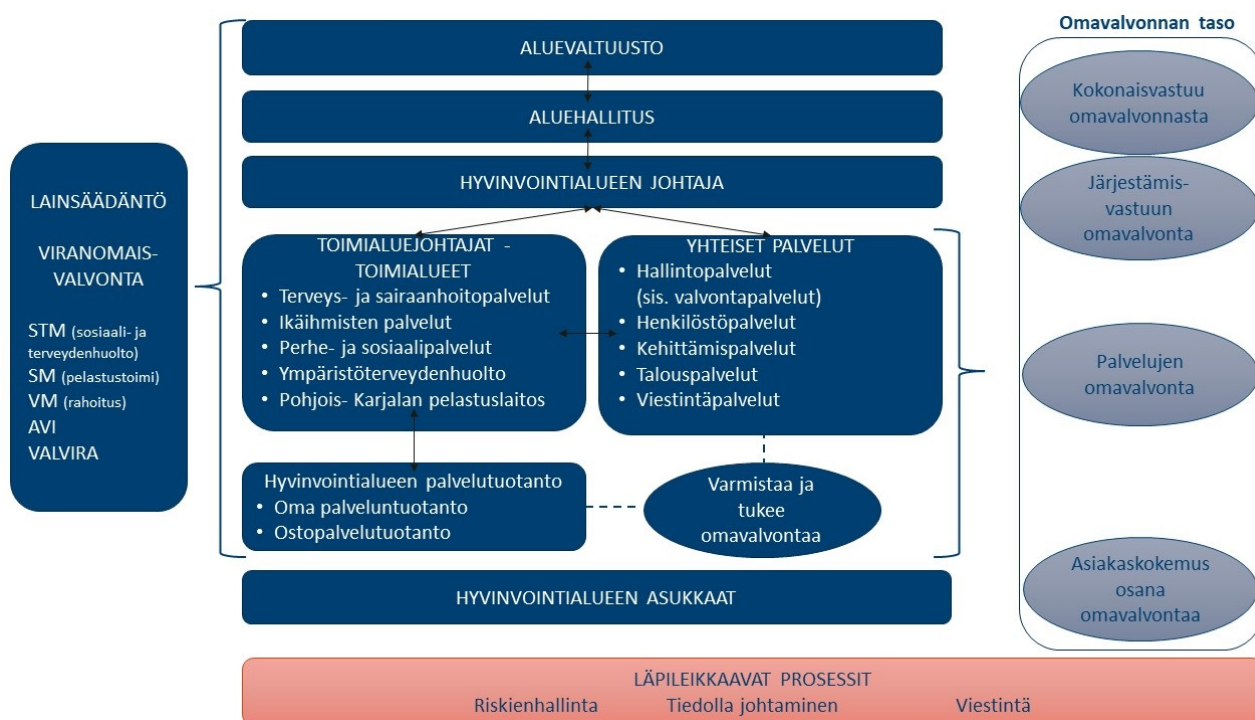 LAINSÄÄDÄNTÖ
VIRANOMAIS-
VALVONTA
STM (sosiaali- ja
terveydenhuolto)
SM (pelastustoimi)
VM (rahoitus)
AVI
VALVIRA
ALUEVALTUUSTO
ALUEHALLITUS
HYVINVOINTIALUEEN JOHTAJA
TOIMIALUEJOHTAJAT -
TOIMIALUEET
• Terveys- ja sairaanhoitopalvelut
• Ikäihmisten palvelut
• Perhe- ja sosiaalipalvelut
• Ympäristöterveydenhuolto
• Pohjois- Karjalan pelastuslaitos
YHTEISET PALVELUT
• Hallintopalvelut
(sis. valvontapalvelut)
• Henkilöstöpalvelut
• Kehittämispalvelut
• Talouspalvelut
• Viestintäpalvelut
Hyvinvointialueen palvelutuotanto
• Oma palveluntuotanto
• Ostopalvelutuotanto
Varmistaa ja
tukee
omavalvontaa
HYVINVOINTIALUEEN ASUKKAAT
Omavalvonnan taso
Kokonaisvastuu
omavalvonnasta
Järjestämis-
vastuun
omavalvonta
Palvelujen
omavalvonta
Asiakaskokemus
osana
omavalvontaa
LÄPILEIKKAAVAT PROSESSIT
Riskienhallinta Tiedolla johtaminen Viestintä